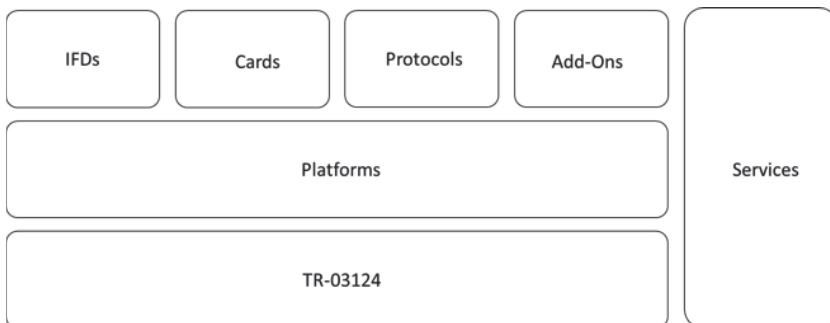 IFDs
Cards
Protocols
Add-Ons
Platforms
Services
TR-03124